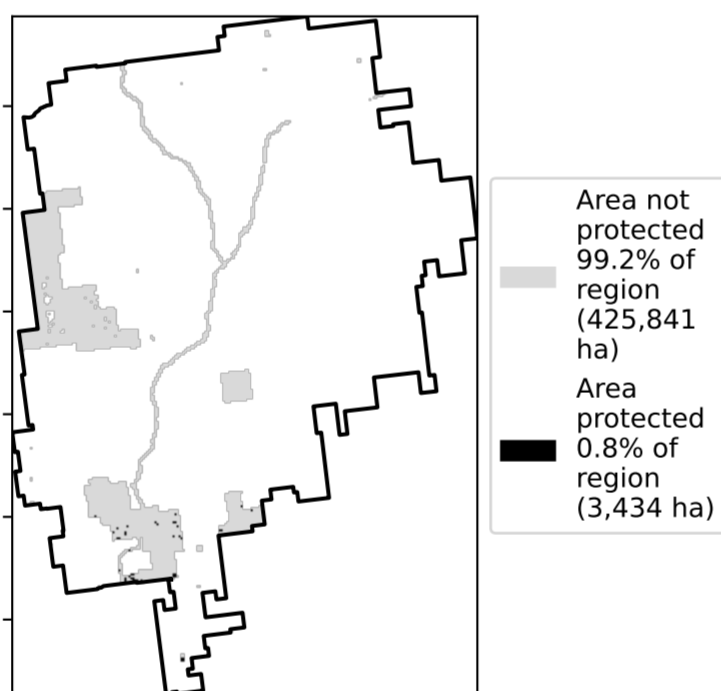 Area not
protected
99.2% of
region
(425,841
ha)
Area
protected
0.8% of
region
(3,434 ha)